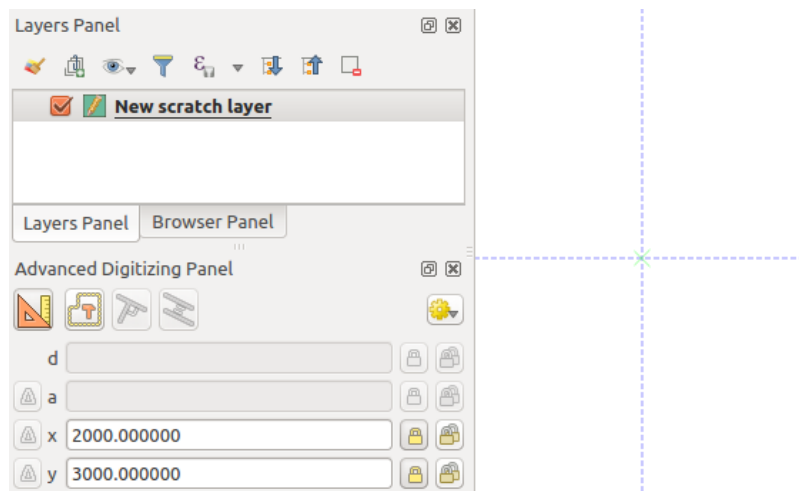 Layers Panel
ε
New scratch layer
Layers Panel
Browser Panel
Advanced Digitizing Panel
d
a
x 2000.000000
y 3000.000000